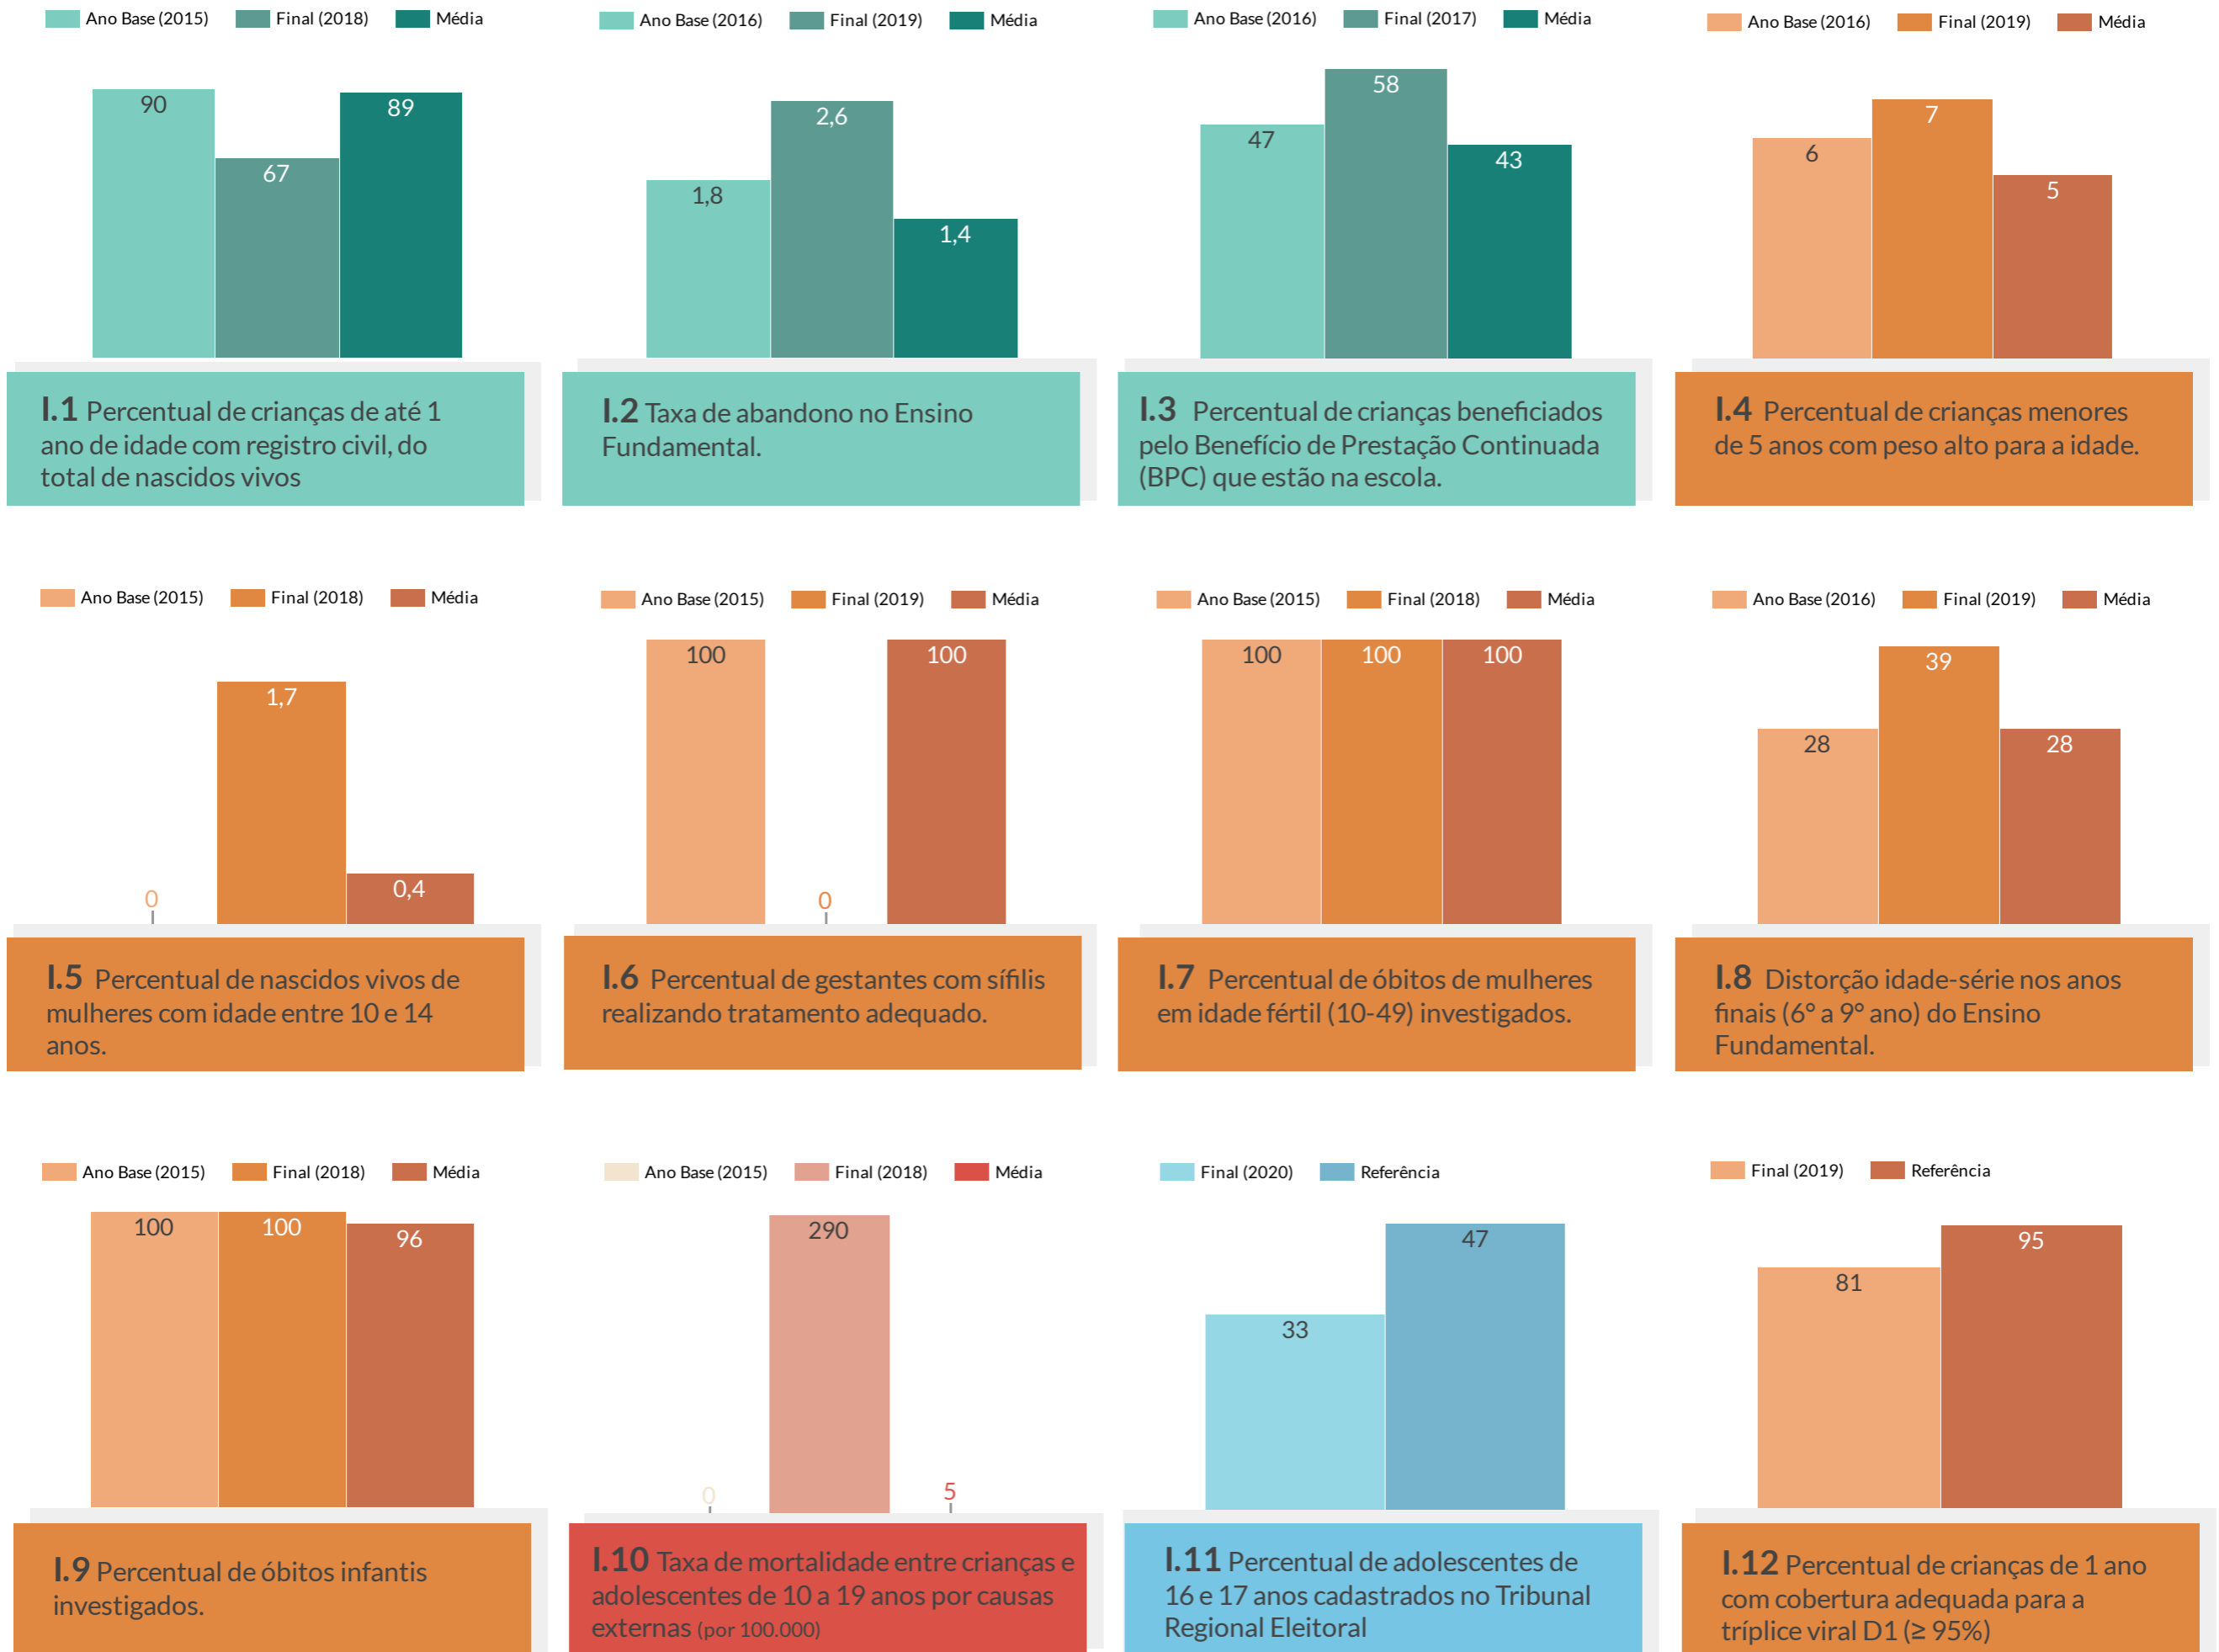 Ano Base (2015) Final (2018) Média
90
67
89
I.1 Percentual de crianças de até 1
ano de idade com registro civil, do
total de nascidos vivos
Ano Base (2016) Final (2019) Média
1,8
2,6
1,4
I.2 Taxa de abandono no Ensino
Fundamental.
Ano Base (2016) Final (2017) Média
47
58
43
I.3 Percentual de crianças beneficiados
pelo Benefício de Prestação Continuada
(BPC) que estão na escola.
Ano Base (2016) Final (2019) Média
6
7
5
I.4 Percentual de crianças menores
de 5 anos com peso alto para a idade.
Ano Base (2015) Final (2018) Média
0
1,7
0,4
I.5 Percentual de nascidos vivos de
mulheres com idade entre 10 e 14
anos.
Ano Base (2015) Final (2019) Média
100
0
100
I.6 Percentual de gestantes com sífilis
realizando tratamento adequado.
Ano Base (2015) Final (2018) Média
100
100
100
I.7 Percentual de óbitos de mulheres
em idade fértil (10-49) investigados.
Ano Base (2016) Final (2019) Média
28
39
28
I.8 Distorção idade-série nos anos
finais (6° a 9° ano) do Ensino
Fundamental.
Ano Base (2015) Final (2018) Média
100
100
96
I.9 Percentual de óbitos infantis
investigados.
Ano Base (2015) Final (2018) Média
0
290
5
I.10 Taxa de mortalidade entre crianças e
adolescentes de 10 a 19 anos por causas
externas (por 100.000)
Final (2020) Referência
33
47
I.11 Percentual de adolescentes de
16 e 17 anos cadastrados no Tribunal
Regional Eleitoral
Final (2019) Referência
81
95
I.12 Percentual de crianças de 1 ano
com cobertura adequada para a
tríplice viral D1 (≥ 95%)